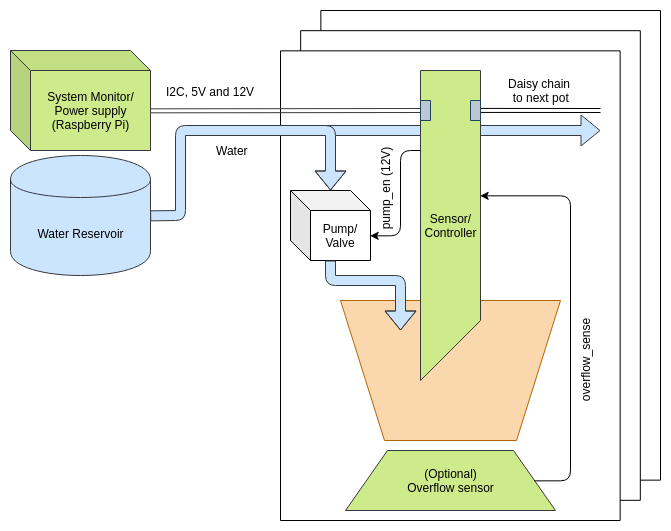 System Monitor/
Power supply
(Raspberry Pi)
I2C, 5V and 12V
Daisy chain
to next pot
Water
Water Reservoir
Pump/
Valve
pump_en (12V)
Sensor/
Controller
overflow_sense
(Optional)
Overflow sensor